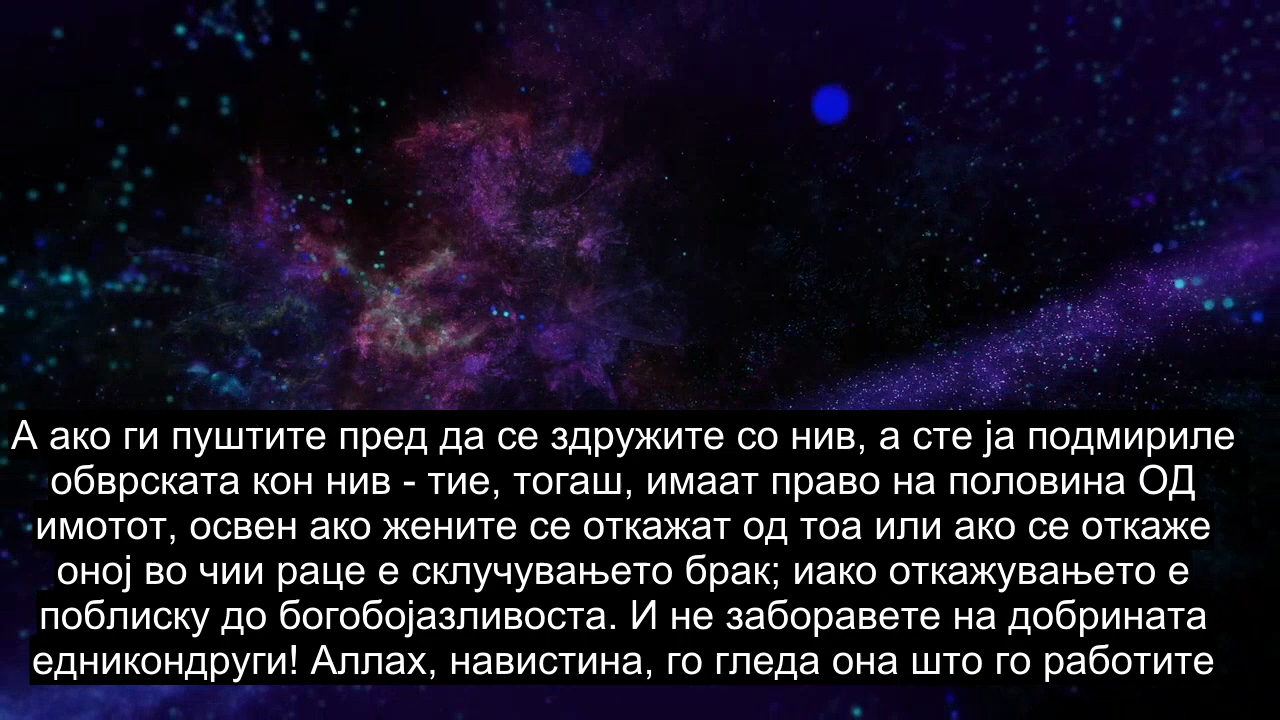 А ако ги пуштите пред да се здружите со нив, а сте ја подмириле
обврската кон нив - тие, тогаш, имаат право на половина ОД
имотот, освен ако жените се откажат од тоа или ако се откаже
оној во чии раце е склучувањето брак; иако откажувањето е
поблиску до богобојазливоста. И не заборавете на добрината
едникондруги! Аллах, навистина, го гледа она што го работите